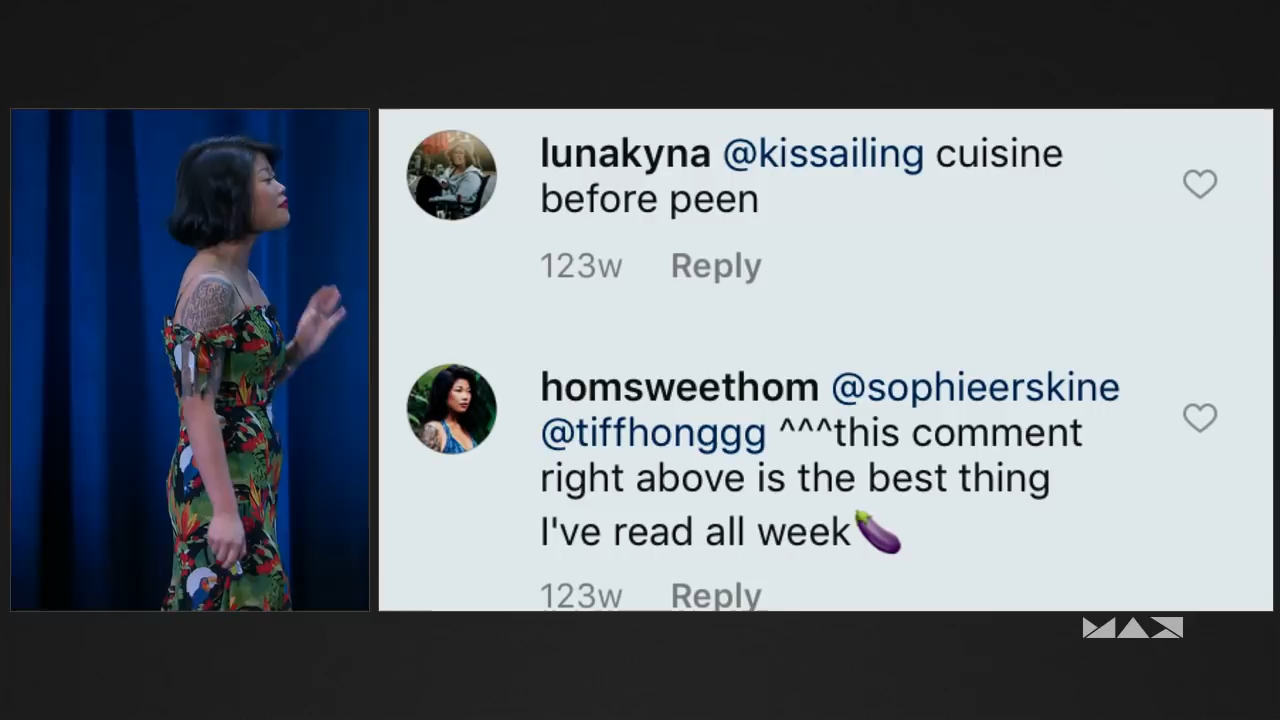 lunakyna @kissailing cuisine
before peen
123w Reply
homsweethom @sophieerskine
@tiffhonggg ^^^this comment
right above is the best thing
I've read all week🍆
123w Reply
MAX